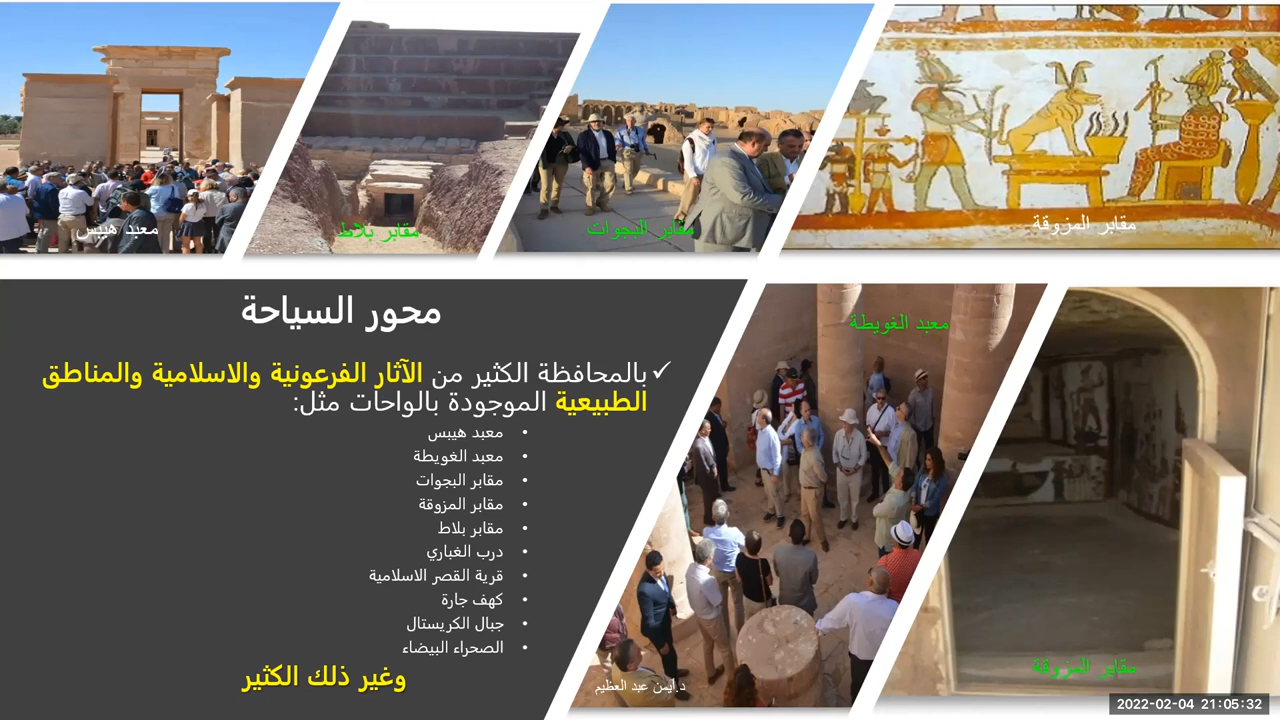 معبد هيبس
مقابر بلاط
مقابر البجوات
مقابر المزوقة
محور السياحة
✓ بالمحافظة الكثير من الآثار الفرعونية والاسلامية والمناطق
الطبيعية الموجودة بالواحات مثل:
• معبد هيبس
• معبد الغويطة
• مقابر البجوات
• مقابر المزوقة
• مقابر بلاط
• درب الغباري
• قرية القصر الاسلامية
• كهف جارة
• جبال الكريستال
• الصحراء البيضاء
وغير ذلك الكثير
معبد الغويطة
د.ايمن عبد العظيم
مقابر المزوقة
2022-02-04 21:05:32